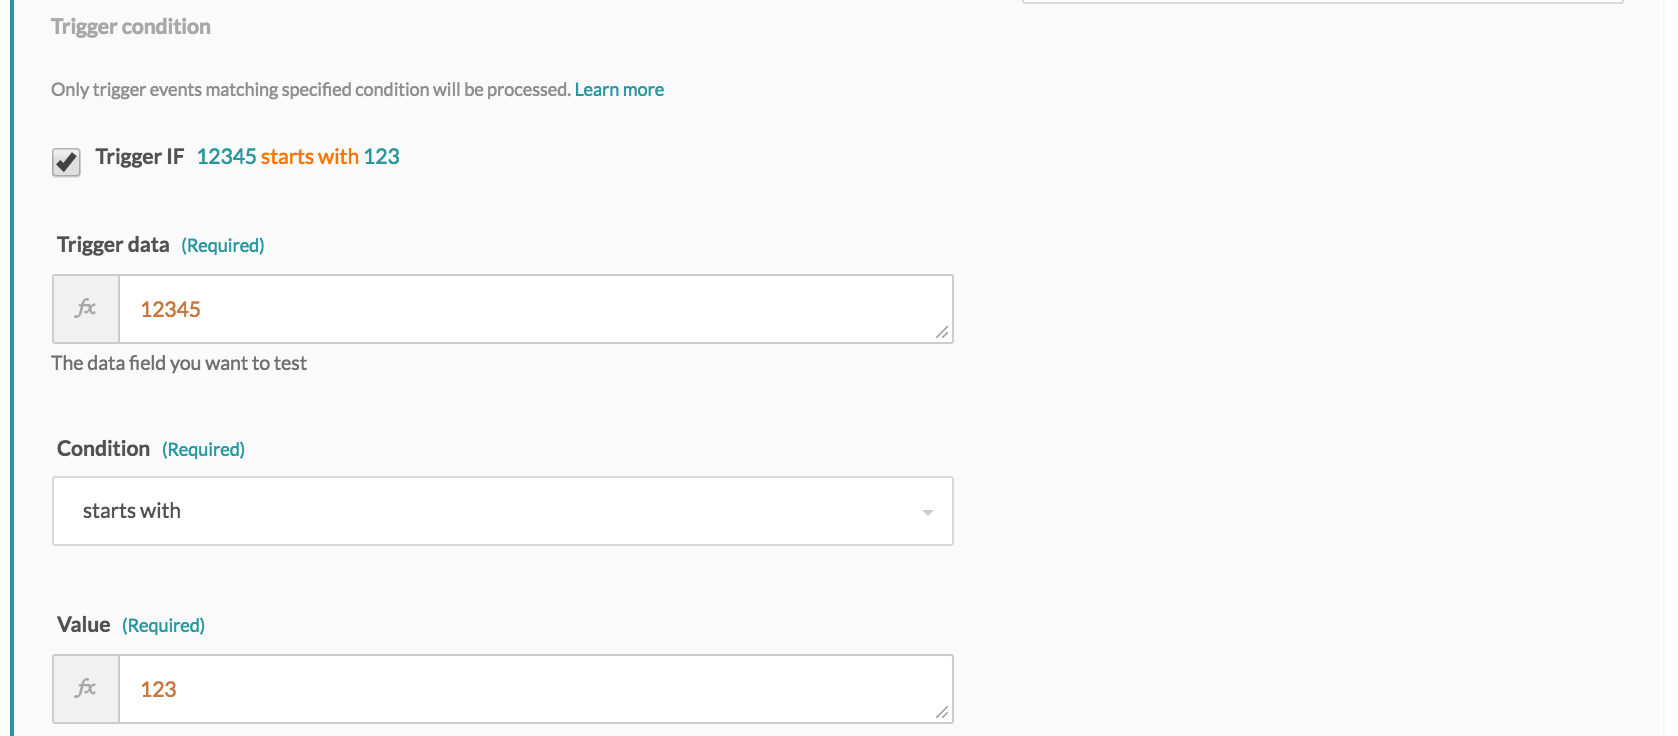 Trigger condition
Only trigger events matching specified condition will be processed. Learn more
Trigger IF 12345 starts with 123
Trigger data (Required)
fx 12345
The data field you want to test
Condition (Required)
starts with
Value (Required)
fx 123